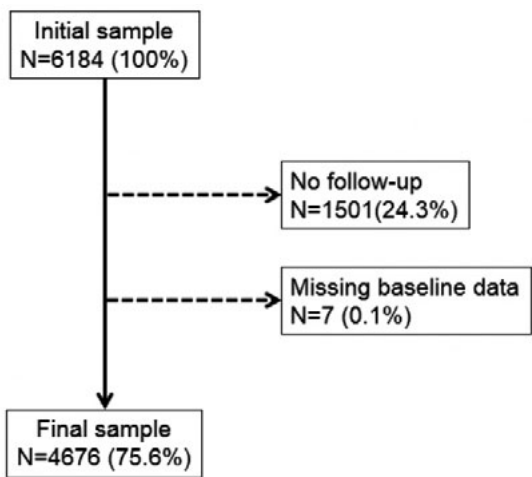 Initial sample
N=6184 (100%)
No follow-up
N=1501(24.3%)
Missing baseline data
N=7 (0.1%)
Final sample
N=4676 (75.6%)